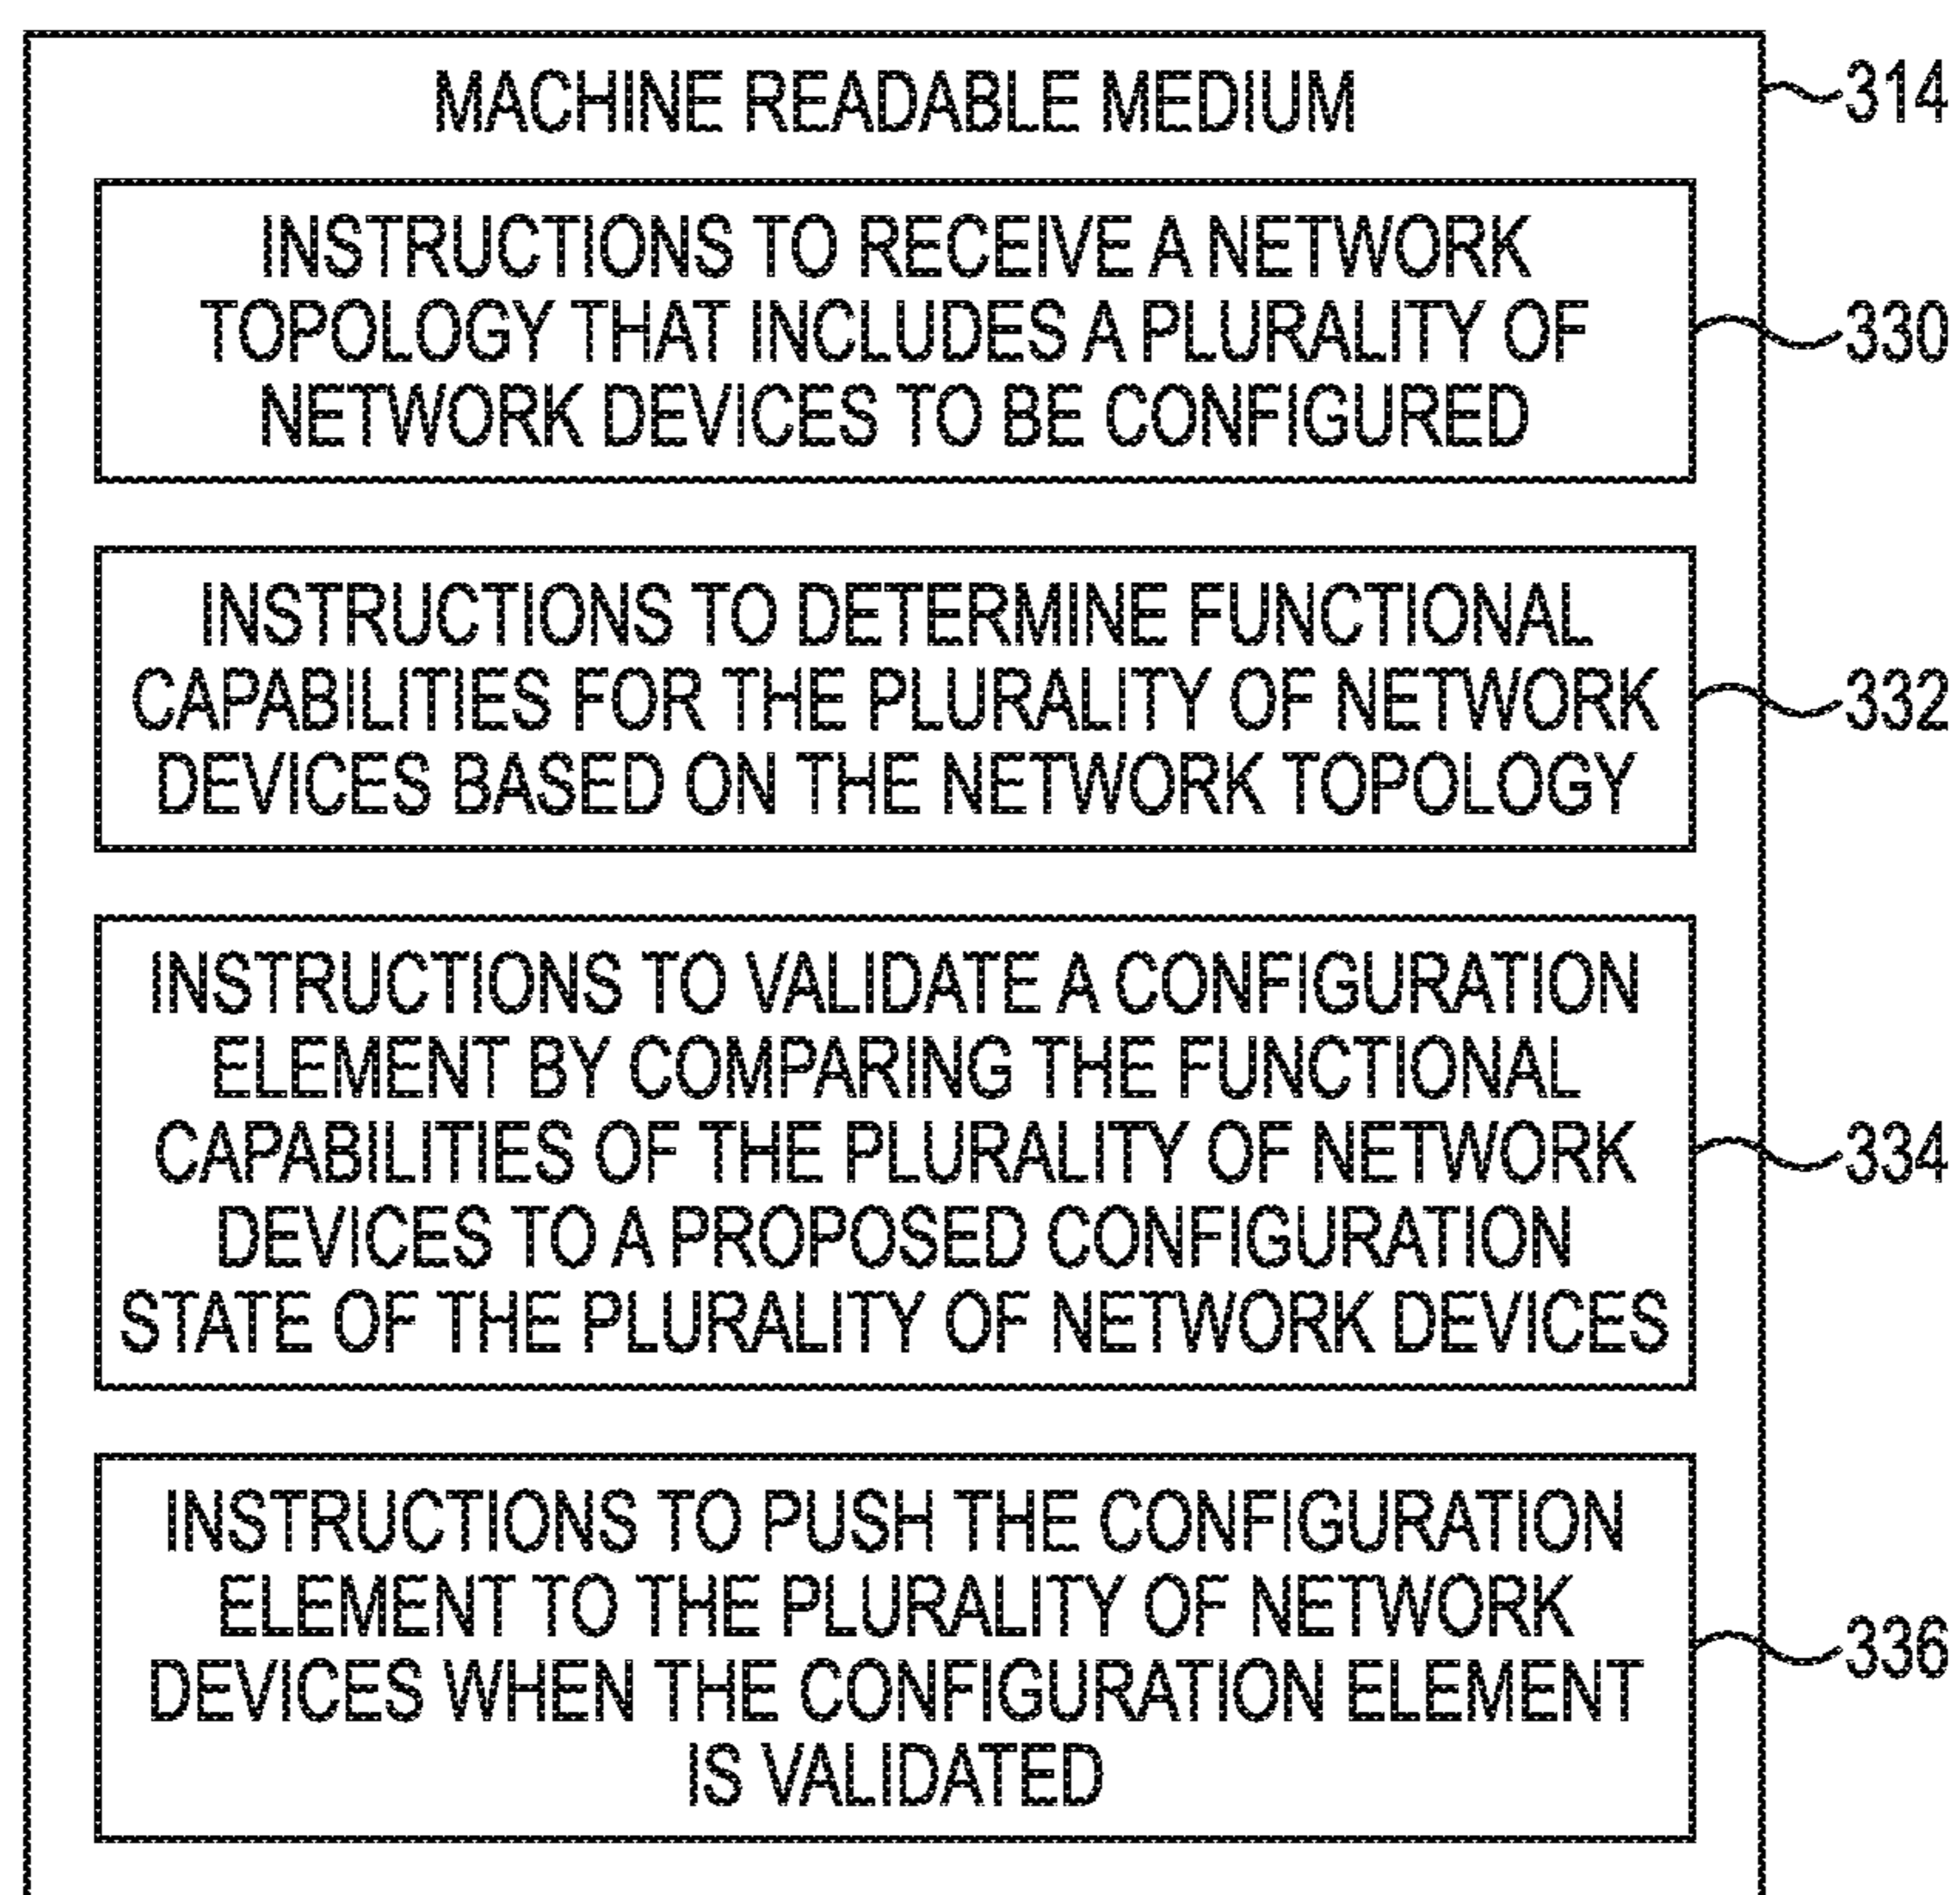 MACHINE READABLE MEDIUM
314
INSTRUCTIONS TO RECEIVE A NETWORK
TOPOLOGY THAT INCLUDES A PLURALITY OF
NETWORK DEVICES TO BE CONFIGURED
330
INSTRUCTIONS TO DETERMINE FUNCTIONAL
CAPABILITIES FOR THE PLURALITY OF NETWORK
DEVICES BASED ON THE NETWORK TOPOLOGY
332
INSTRUCTIONS TO VALIDATE A CONFIGURATION
ELEMENT BY COMPARING THE FUNCTIONAL
CAPABILITIES OF THE PLURALITY OF NETWORK
DEVICES TO A PROPOSED CONFIGURATION
STATE OF THE PLURALITY OF NETWORK DEVICES
334
INSTRUCTIONS TO PUSH THE CONFIGURATION
ELEMENT TO THE PLURALITY OF NETWORK
DEVICES WHEN THE CONFIGURATION ELEMENT
IS VALIDATED
336